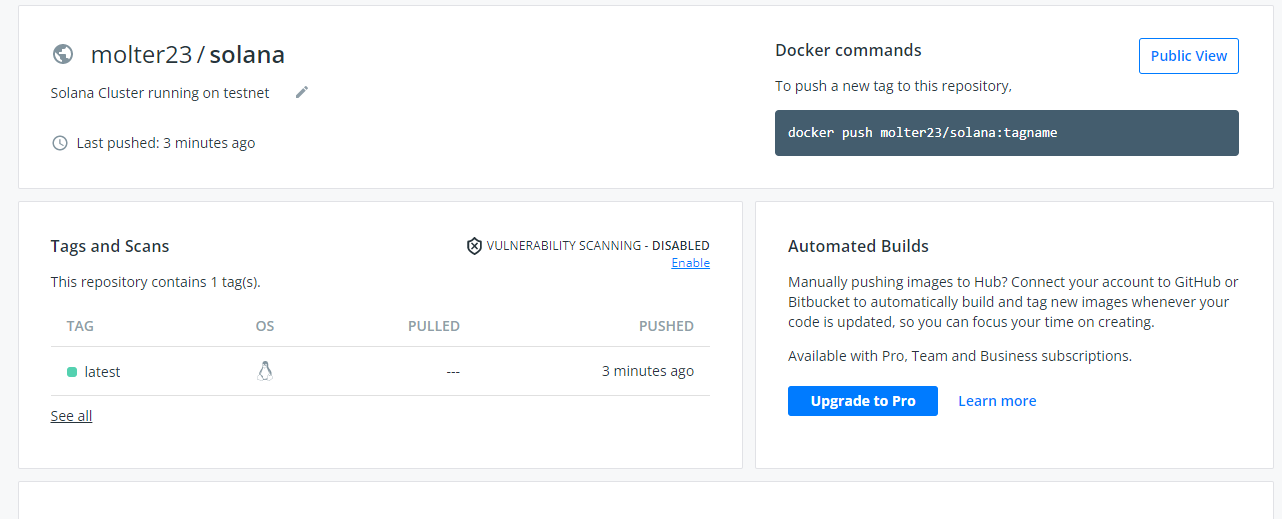 molter23 / solana
Solana Cluster running on testnet
Last pushed: 3 minutes ago
Docker commands
Public View
To push a new tag to this repository,
docker push molter23/solana:tagname
Tags and Scans
VULNERABILITY SCANNING - DISABLED
Enable
This repository contains 1 tag(s).
TAG OS PULLED PUSHED
latest --- 3 minutes ago
See all
Automated Builds
Manually pushing images to Hub? Connect your account to GitHub or
Bitbucket to automatically build and tag new images whenever your
code is updated, so you can focus your time on creating.
Available with Pro, Team and Business subscriptions.
Upgrade to Pro Learn more